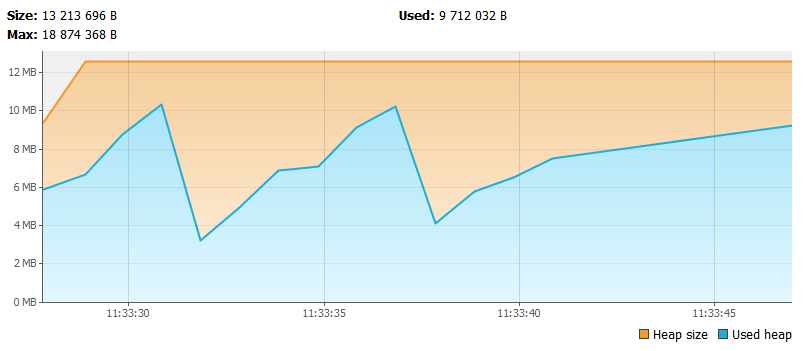 Size: 13 213 696 B Used: 9 712 032 B
Max: 18 874 368 B
12 MB
10 MB
8 MB
6 MB
4 MB
2 MB
0 MB
11:33:30 11:33:35 11:33:40 11:33:45
Heap size Used heap